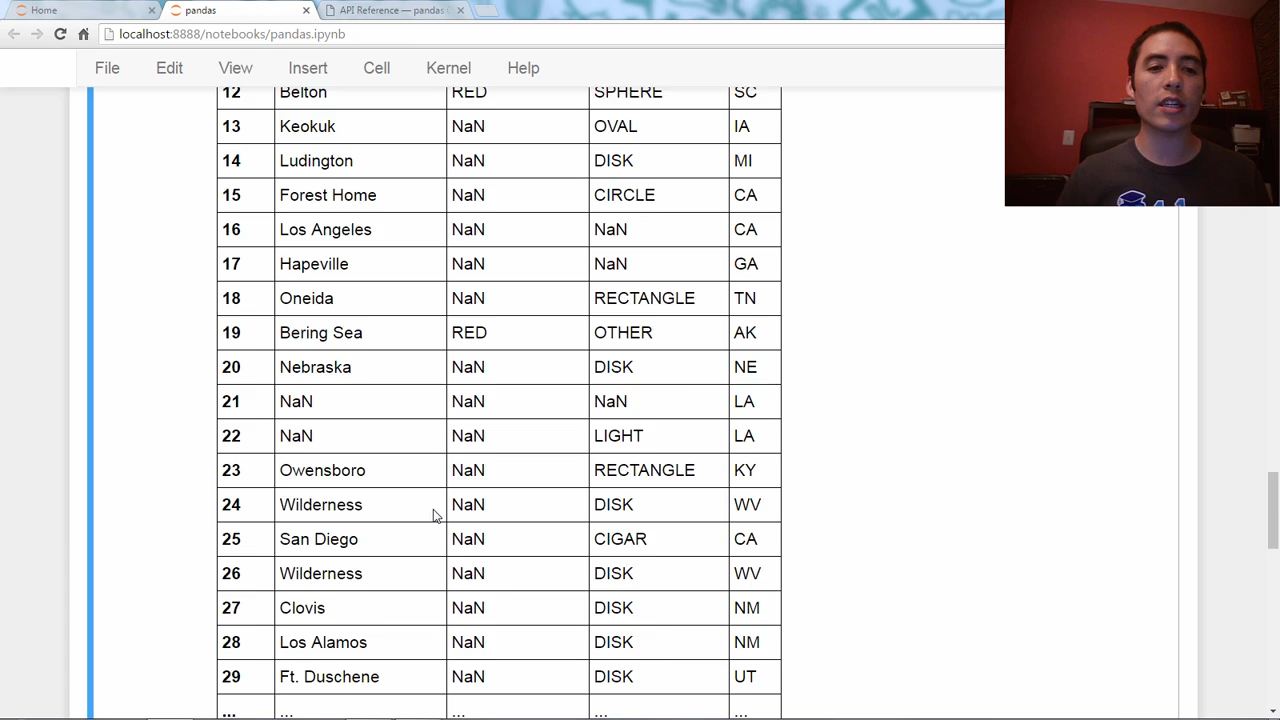 Home
pandas
API Reference — pandas
localhost:8888/notebooks/pandas.ipynb
File Edit View Insert Cell Kernel Help
12 Belton RED SPHERE SC
13 Keokuk NaN OVAL IA
14 Ludington NaN DISK MI
15 Forest Home NaN CIRCLE CA
16 Los Angeles NaN NaN CA
17 Hapeville NaN NaN GA
18 Oneida NaN RECTANGLE TN
19 Bering Sea RED OTHER AK
20 Nebraska NaN DISK NE
21 NaN NaN NaN LA
22 NaN NaN LIGHT LA
23 Owensboro NaN RECTANGLE KY
24 Wilderness NaN DISK WV
25 San Diego NaN CIGAR CA
26 Wilderness NaN DISK WV
27 Clovis NaN DISK NM
28 Los Alamos NaN DISK NM
29 Ft. Duschene NaN DISK UT
... ... ... ... ...